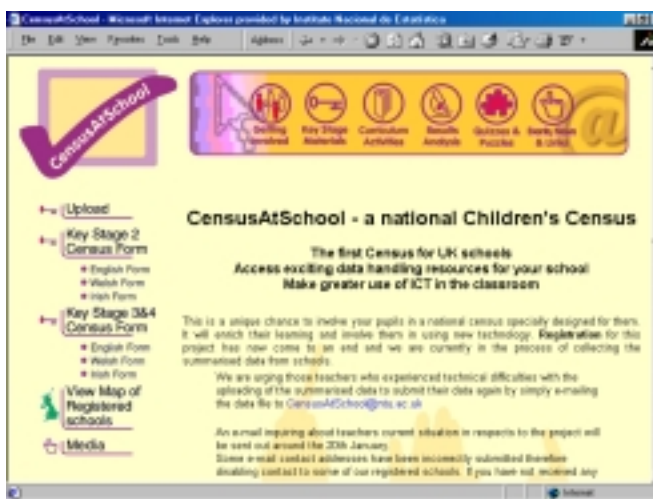 CensusAtSchool - Microsoft Internet Explorer provided by Instituto Nacional de Estatística
File Edit View Favorites Tools Help Address
CensusAtSchool
Getting Involved
Key Stage Materials
Curriculum Activities
Results Analysis
Quizzes & Puzzles
& Links
@
Upload
Key Stage 2
Census Form
English Form
Welsh Form
Irish Form
Key Stage 3&4
Census Form
English Form
Welsh Form
Irish Form
View Map of
Registered
schools
Media
CensusAtSchool - a national Children's Census
The first Census for UK schools
Access exciting data handling resources for your school
Make greater use of ICT in the classroom
This is a unique chance to involve your pupils in a national census specially designed for them.
It will enrich their learning and involve them in using new technology. Registration for this
project has now come to an end and we are currently in the process of collecting the
summarised data from schools.
We are urging those teachers who experienced technical difficulties with the
uploading of the summarised data to submit their data again by simply e-mailing
the data file to CensusAtSchool@ntu.ac.uk
An e-mail inquiring about teachers current situation in respects to the project will
be sent out around the 20th January.
Some e-mail contact addresses have been incorrectly submitted therefore
disabling contact to some of our registered schools. If you have not received any
Internet